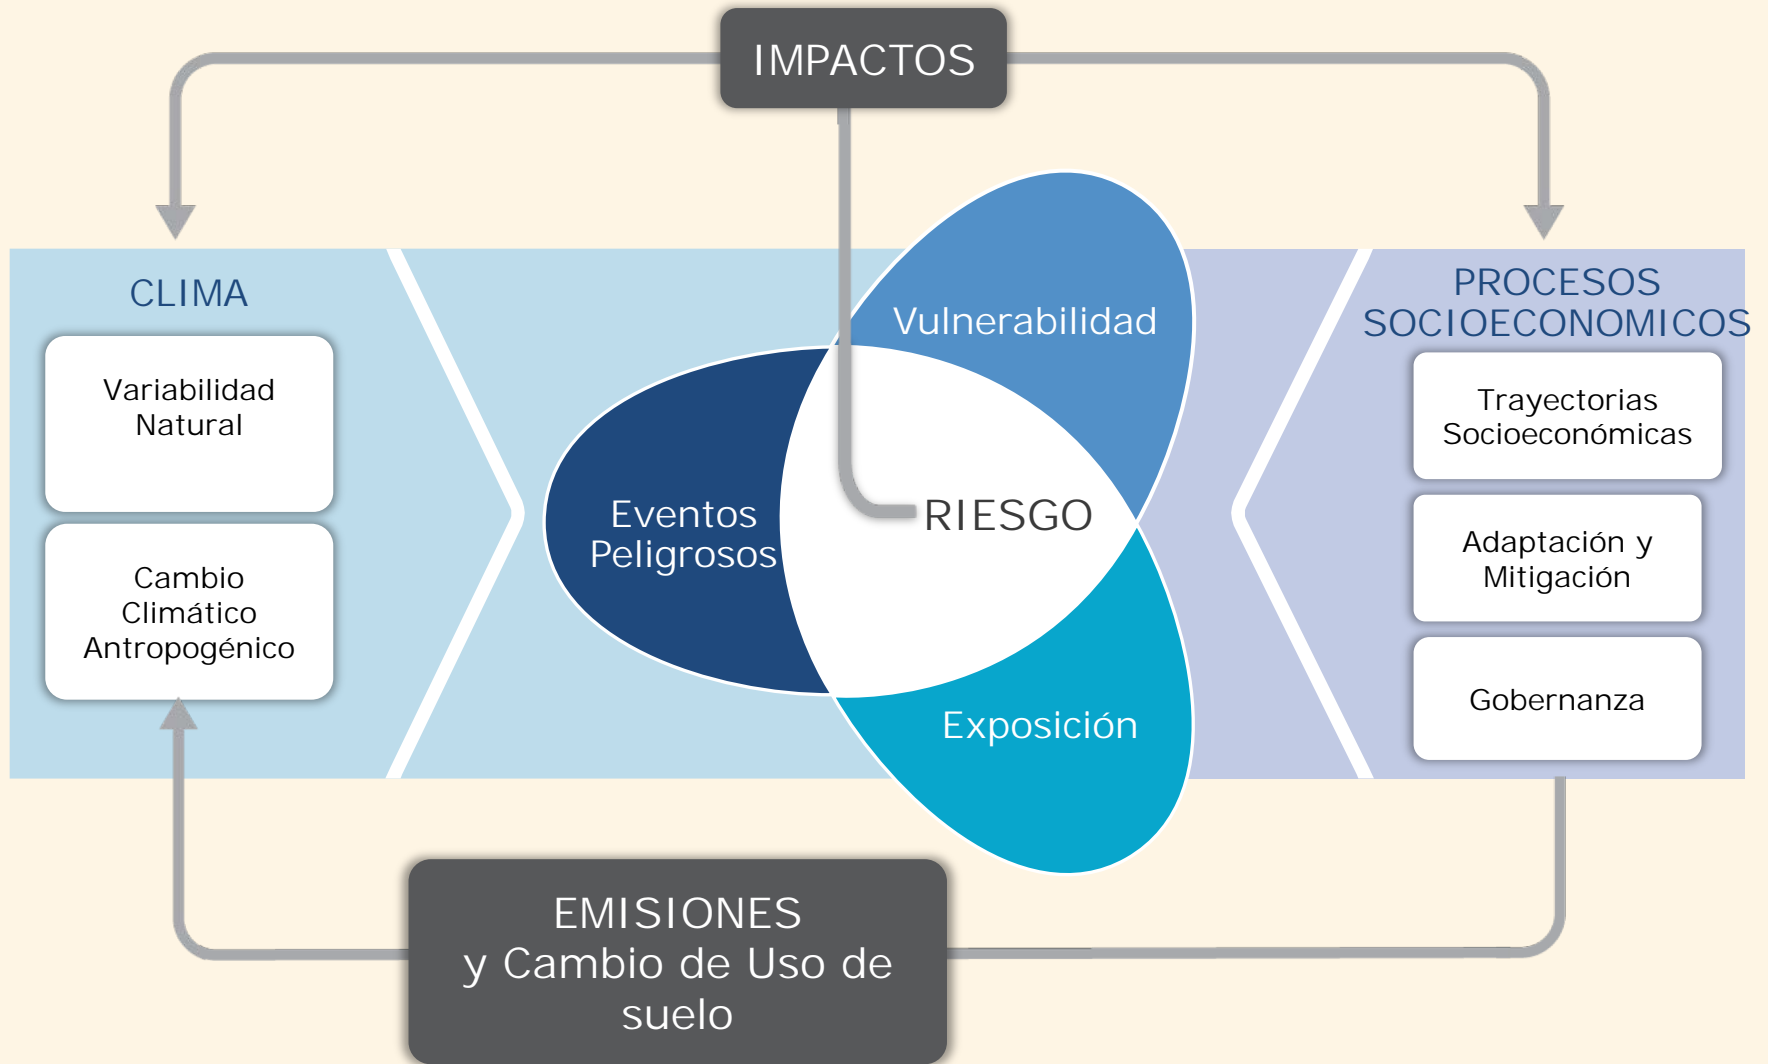 IMPACTOS
CLIMA
Variabilidad
Natural
Cambio
Climático
Antropogénico
Vulnerabilidad
Eventos
Peligrosos
RIESGO
Exposición
PROCESOS
SOCIOECONOMICOS
Trayectorias
Socioeconómicas
Adaptación y
Mitigación
Gobernanza
EMISIONES
y Cambio de Uso de
suelo